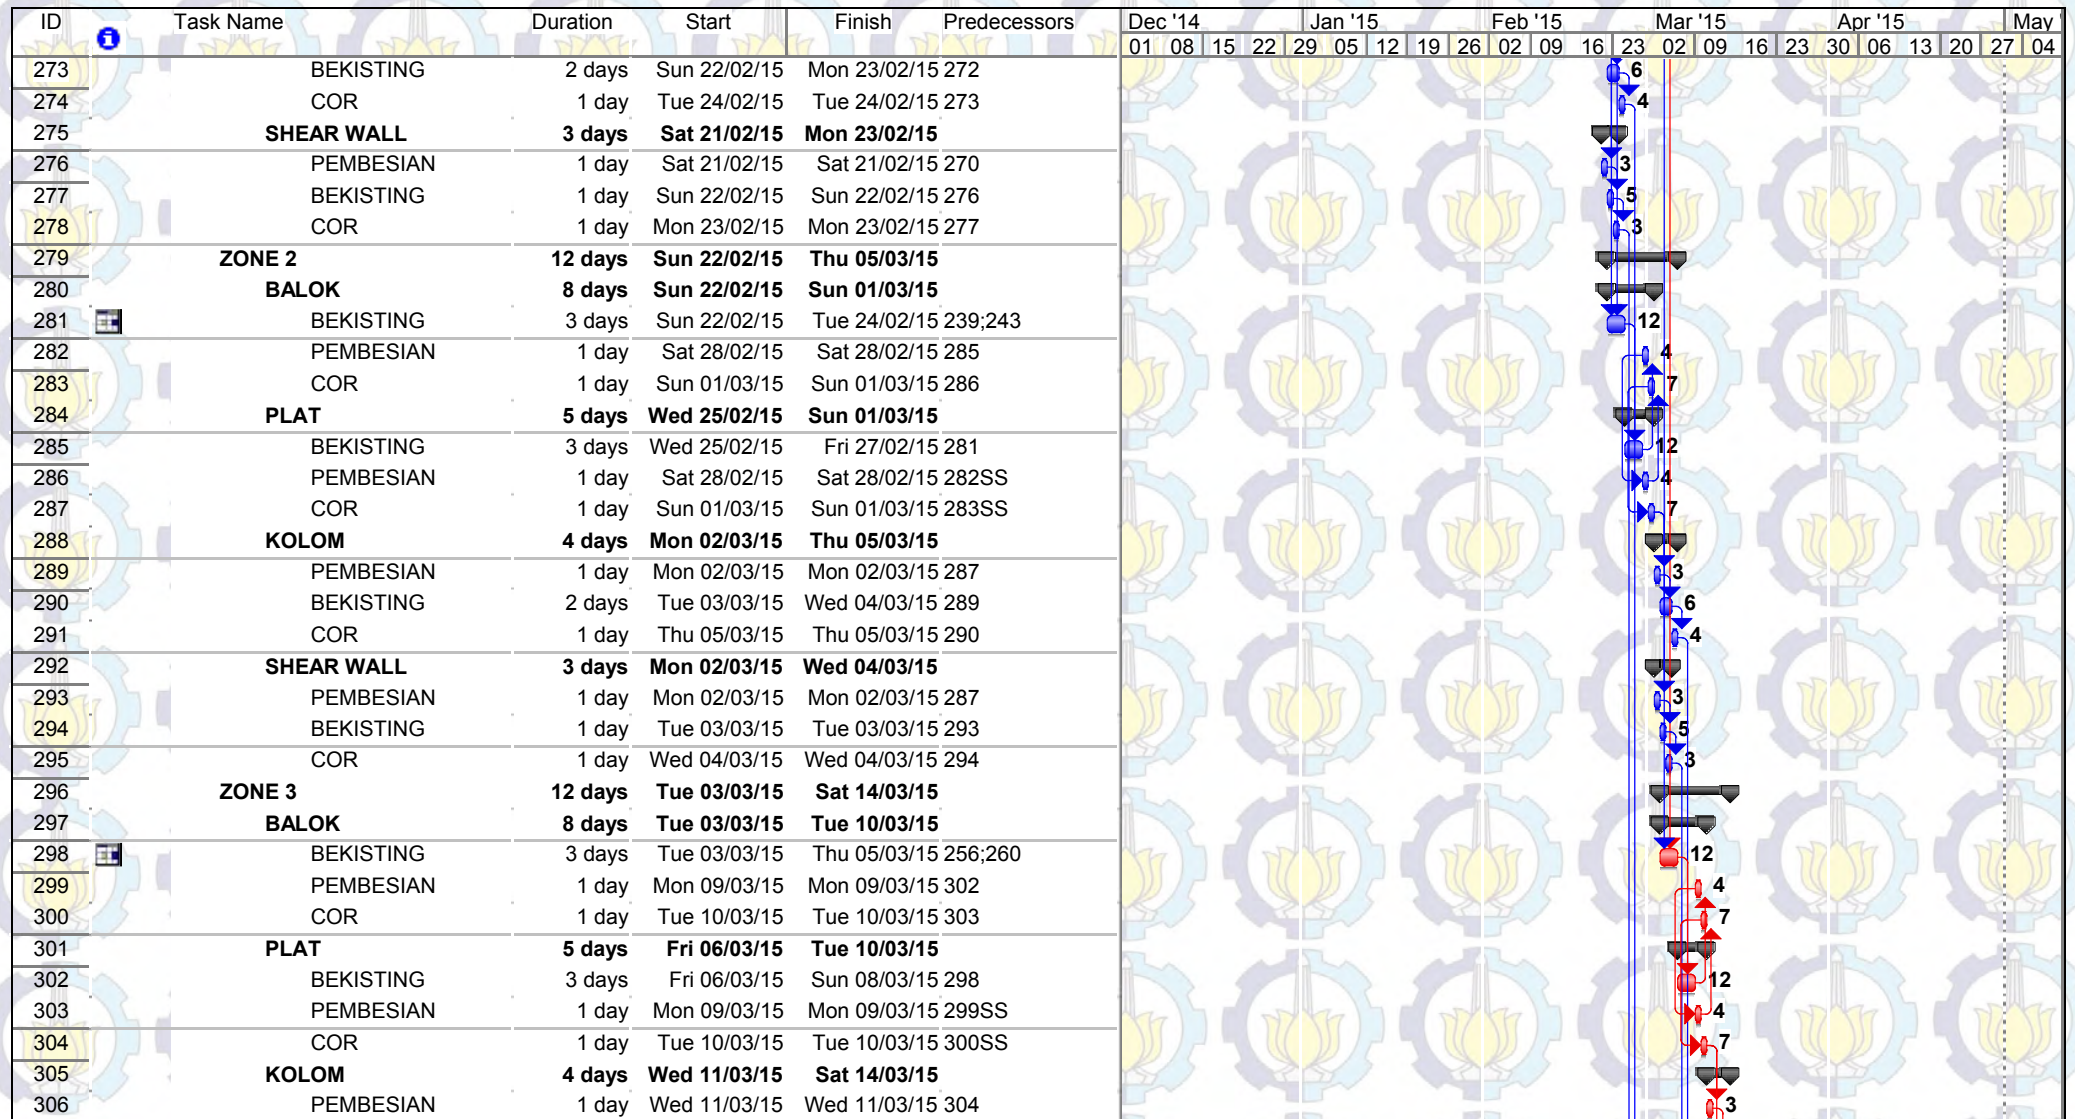 ID Task Name Duration Start Finish Predecessors Dec '14 Jan '15 Feb '15 Mar '15 Apr '15 May '
01 08 15 22 29 05 12 19 26 02 09 16 23 02 09 16 23 30 06 13 20 27 04
273 BEKISTING 2 days Sun 22/02/15 Mon 23/02/15 272 6
274 COR 1 day Tue 24/02/15 Tue 24/02/15 273 4
275 SHEAR WALL 3 days Sat 21/02/15 Mon 23/02/15
276 PEMBESIAN 1 day Sat 21/02/15 Sat 21/02/15 270 3
277 BEKISTING 1 day Sun 22/02/15 Sun 22/02/15 276 5
278 COR 1 day Mon 23/02/15 Mon 23/02/15 277 3
279 ZONE 2 12 days Sun 22/02/15 Thu 05/03/15
280 BALOK 8 days Sun 22/02/15 Sun 01/03/15
281 BEKISTING 3 days Sun 22/02/15 Tue 24/02/15 239;243 12
282 PEMBESIAN 1 day Sat 28/02/15 Sat 28/02/15 285 4
283 COR 1 day Sun 01/03/15 Sun 01/03/15 286 7
284 PLAT 5 days Wed 25/02/15 Sun 01/03/15
285 BEKISTING 3 days Wed 25/02/15 Fri 27/02/15 281 12
286 PEMBESIAN 1 day Sat 28/02/15 Sat 28/02/15 282SS 4
287 COR 1 day Sun 01/03/15 Sun 01/03/15 283SS 7
288 KOLOM 4 days Mon 02/03/15 Thu 05/03/15
289 PEMBESIAN 1 day Mon 02/03/15 Mon 02/03/15 287 3
290 BEKISTING 2 days Tue 03/03/15 Wed 04/03/15 289 6
291 COR 1 day Thu 05/03/15 Thu 05/03/15 290 4
292 SHEAR WALL 3 days Mon 02/03/15 Wed 04/03/15
293 PEMBESIAN 1 day Mon 02/03/15 Mon 02/03/15 287 3
294 BEKISTING 1 day Tue 03/03/15 Tue 03/03/15 293 5
295 COR 1 day Wed 04/03/15 Wed 04/03/15 294 3
296 ZONE 3 12 days Tue 03/03/15 Sat 14/03/15
297 BALOK 8 days Tue 03/03/15 Tue 10/03/15
298 BEKISTING 3 days Tue 03/03/15 Thu 05/03/15 256;260 12
299 PEMBESIAN 1 day Mon 09/03/15 Mon 09/03/15 302 4
300 COR 1 day Tue 10/03/15 Tue 10/03/15 303 7
301 PLAT 5 days Fri 06/03/15 Tue 10/03/15
302 BEKISTING 3 days Fri 06/03/15 Sun 08/03/15 298 12
303 PEMBESIAN 1 day Mon 09/03/15 Mon 09/03/15 299SS 4
304 COR 1 day Tue 10/03/15 Tue 10/03/15 300SS 7
305 KOLOM 4 days Wed 11/03/15 Sat 14/03/15
306 PEMBESIAN 1 day Wed 11/03/15 Wed 11/03/15 304 3